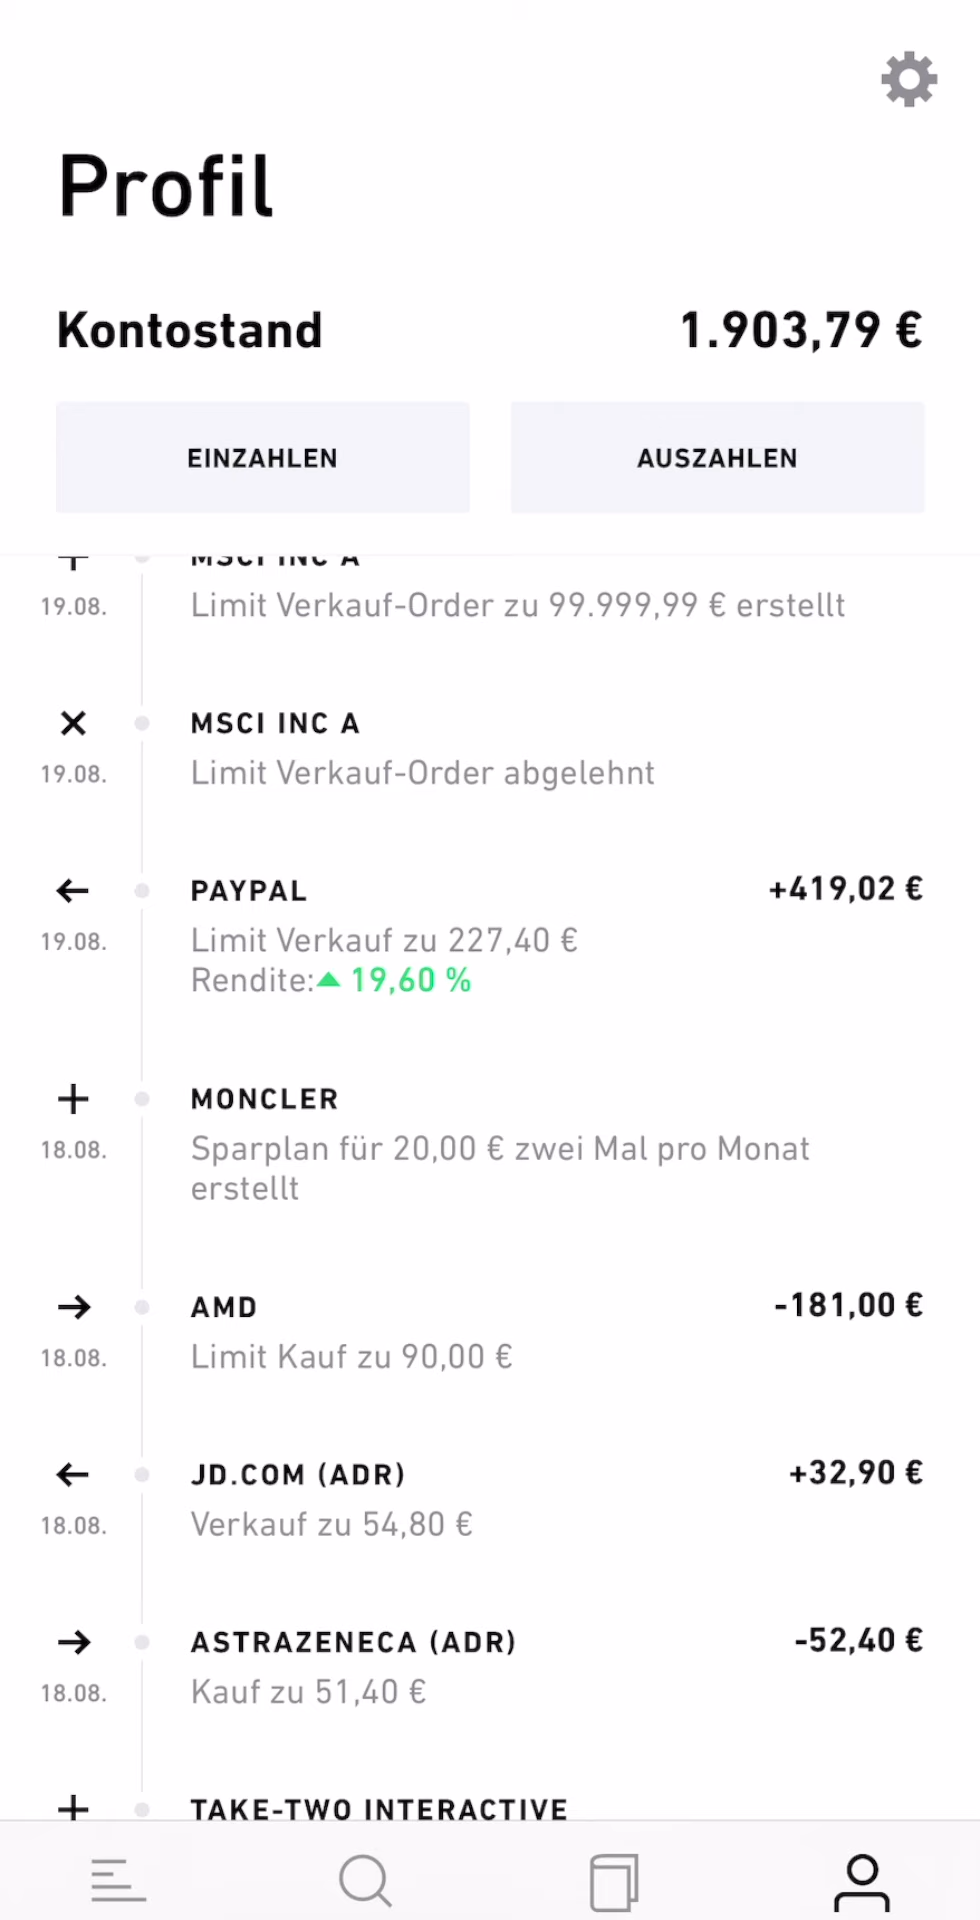 Profil
Kontostand 1.903,79 €
EINZAHLEN AUSZAHLEN
MSCI INC A
19.08. Limit Verkauf-Order zu 99.999,99 € erstellt
MSCI INC A
19.08. Limit Verkauf-Order abgelehnt
PAYPAL +419,02 €
19.08. Limit Verkauf zu 227,40 €
Rendite:▲ 19,60 %
MONCLER
18.08. Sparplan für 20,00 € zwei Mal pro Monat
erstellt
AMD -181,00 €
18.08. Limit Kauf zu 90,00 €
JD.COM (ADR) +32,90 €
18.08. Verkauf zu 54,80 €
ASTRAZENECA (ADR) -52,40 €
18.08. Kauf zu 51,40 €
TAKE-TWO INTERACTIVE